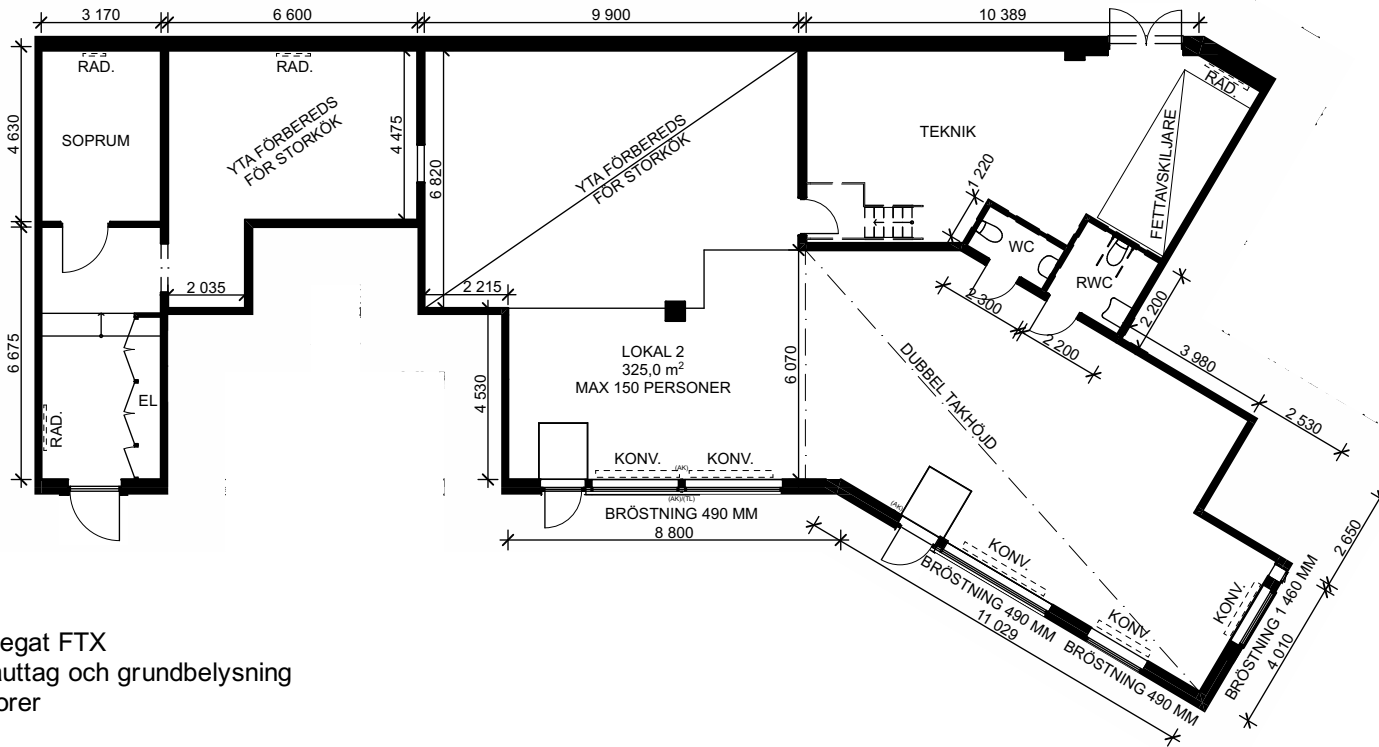 3 170
6 600
9 900
10 389
RAD.
RAD.
RAD.
4 630
SOPRUM
YTA FÖRBEREDS
FÖR STORKÖK
4 475
6 820
YTA FÖRBEREDS
FÖR STORKÖK
TEKNIK
FETTAVSKILJARE
1 220
WC
RWC
2 035
2 215
2 300
2 200
2 200
3 980
2 530
6 675
EL
RAD.
4 530
LOKAL 2
325,0 m²
MAX 150 PERSONER
6 070
DUBBEL TAKHÖJD
KONV.
(AK)
KONV.
(AK)/(TL)
BRÖSTNING 490 MM
8 800
(AK)
KONV.
BRÖSTNING 490 MM
11 029
KONV.
BRÖSTNING 490 MM
KONV.
BRÖSTNING 1 460 MM
2 650
4 010
egat FTX
uttag och grundbelysning
orer